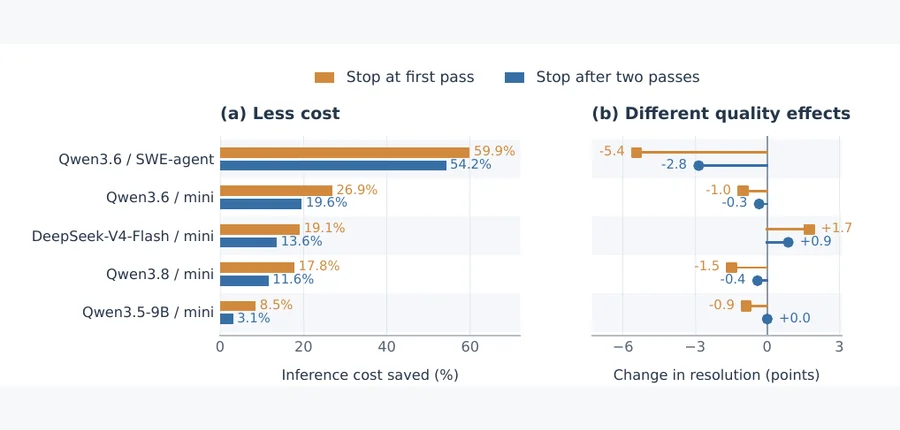 Stop at first pass Stop after two passes
(a) Less cost
(b) Different quality effects
Qwen3.6 / SWE-agent 59.9% 54.2% -5.4 -2.8
Qwen3.6 / mini 26.9% 19.6% -1.0 -0.3
DeepSeek-V4-Flash / mini 19.1% 13.6% +1.7 +0.9
Qwen3.8 / mini 17.8% 11.6% -1.5 -0.4
Qwen3.5-9B / mini 8.5% 3.1% -0.9 +0.0
0 20 40 60
−6 −3 0 3
Inference cost saved (%)
Change in resolution (points)